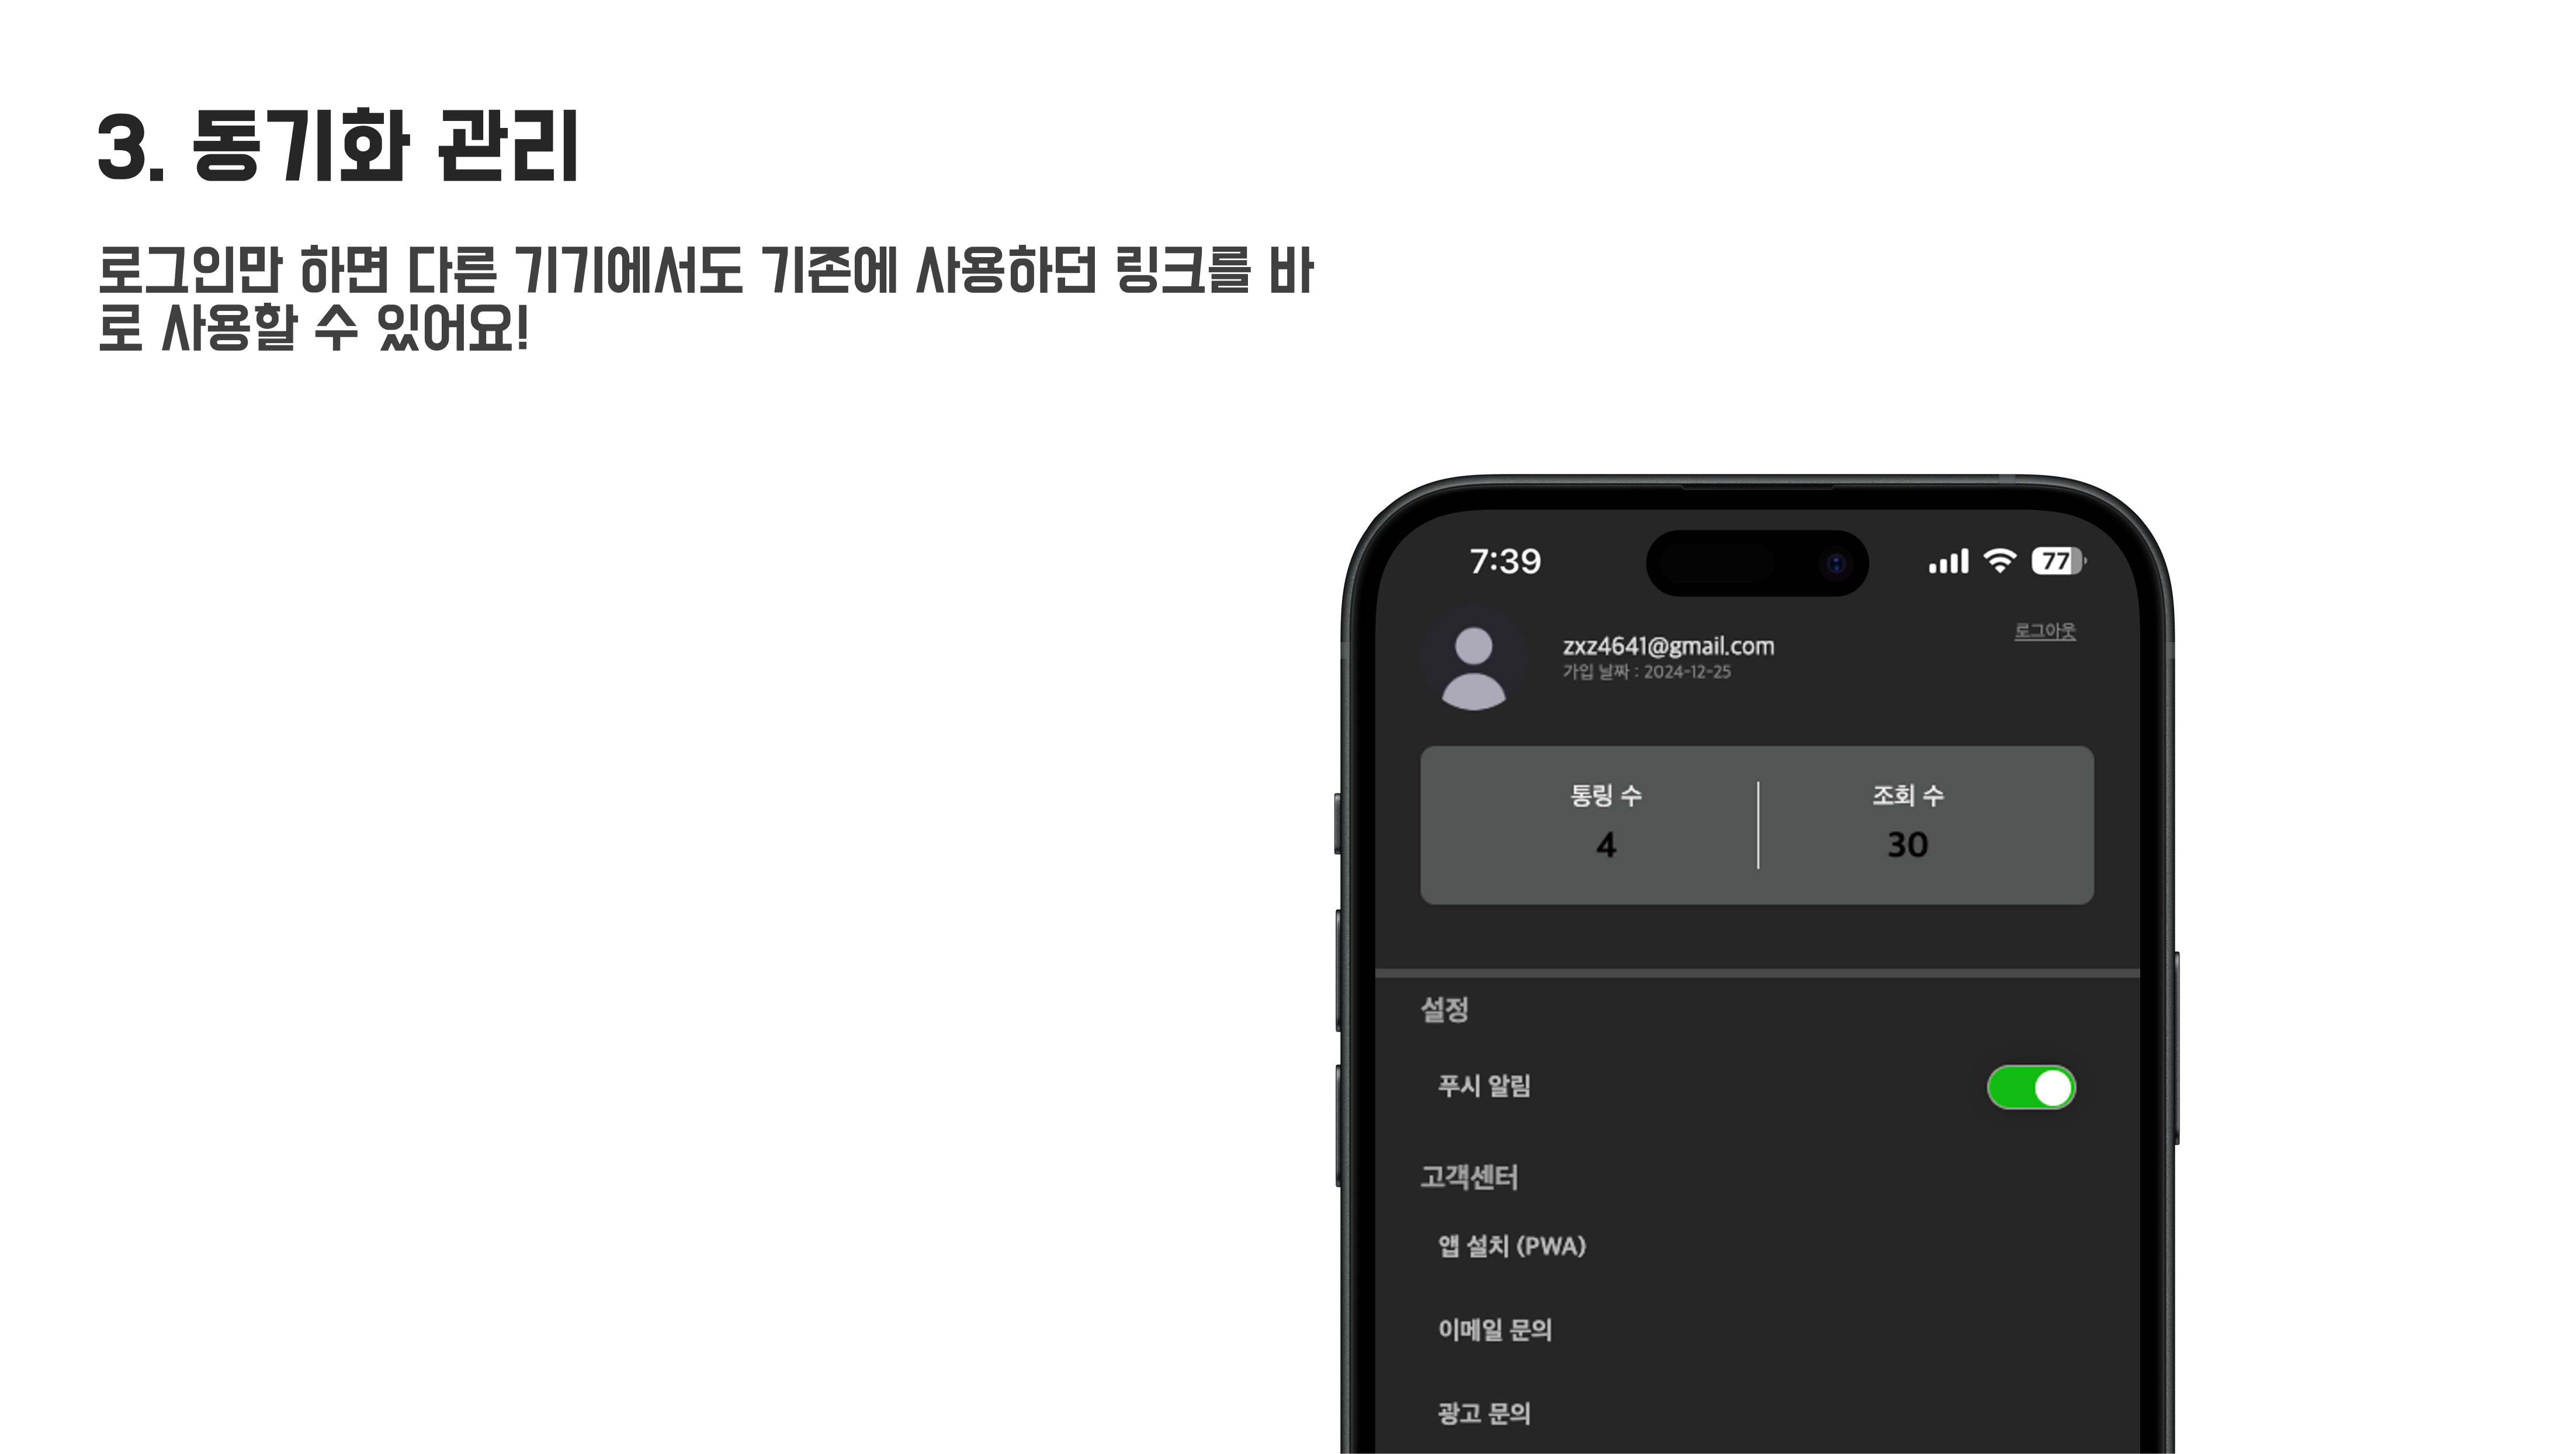 3. 동기화 관리
로그인만 하면 다른 기기에서도 기존에 사용하던 링크를 바
로 사용할 수 있어요!
7:39
77
zxz4641@gmail.com
로그아웃
가입 날짜 : 2024-12-25
통링 수
조회 수
4
30
설정
푸시 알림
고객센터
앱 설치 (PWA)
이메일 문의
광고 문의